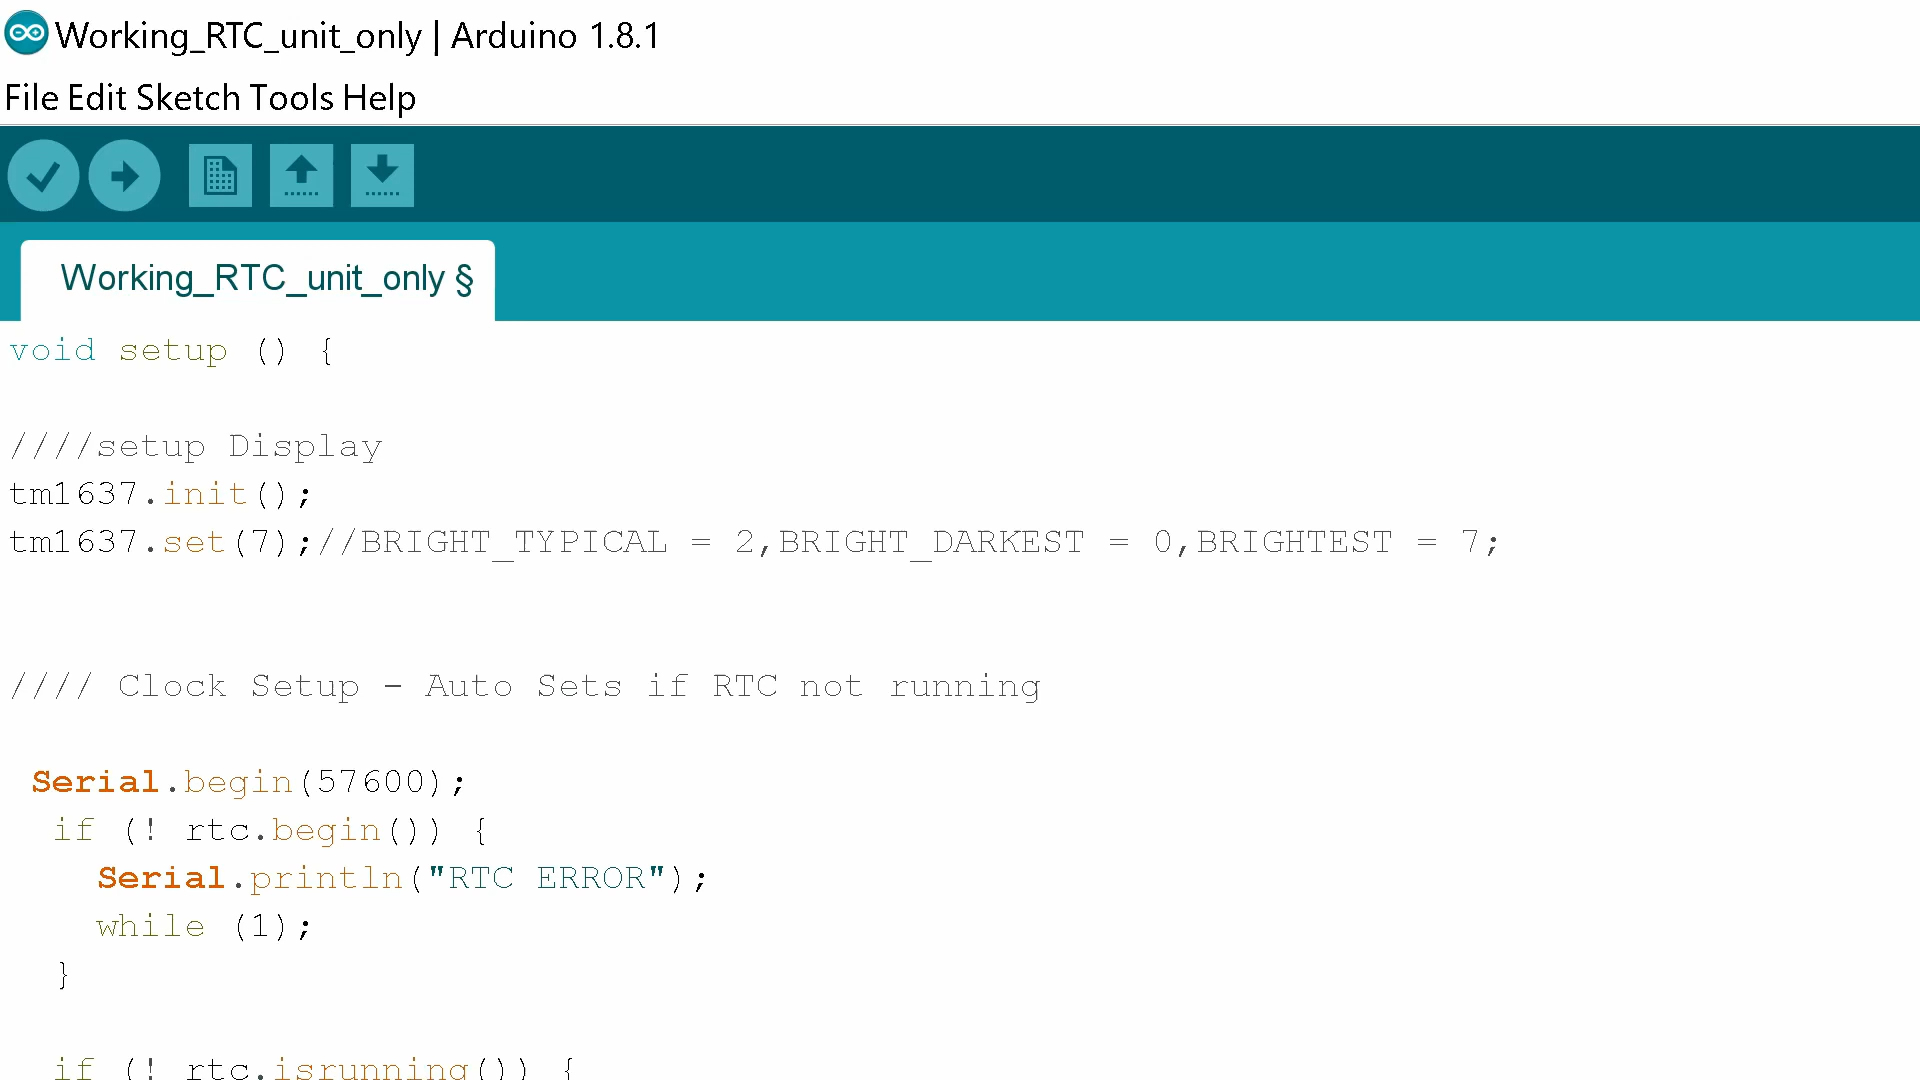 Working_RTC_unit_only | Arduino 1.8.1
File Edit Sketch Tools Help
Working_RTC_unit_only §
void setup () {
////setup Display
tm1637.init();
tm1637.set(7);//BRIGHT_TYPICAL = 2,BRIGHT_DARKEST = 0,BRIGHTEST = 7;
//// Clock Setup - Auto Sets if RTC not running
Serial.begin(57600);
if (! rtc.begin()) {
Serial.println("RTC ERROR");
while (1);
}
if (! rtc.isrunning()) {